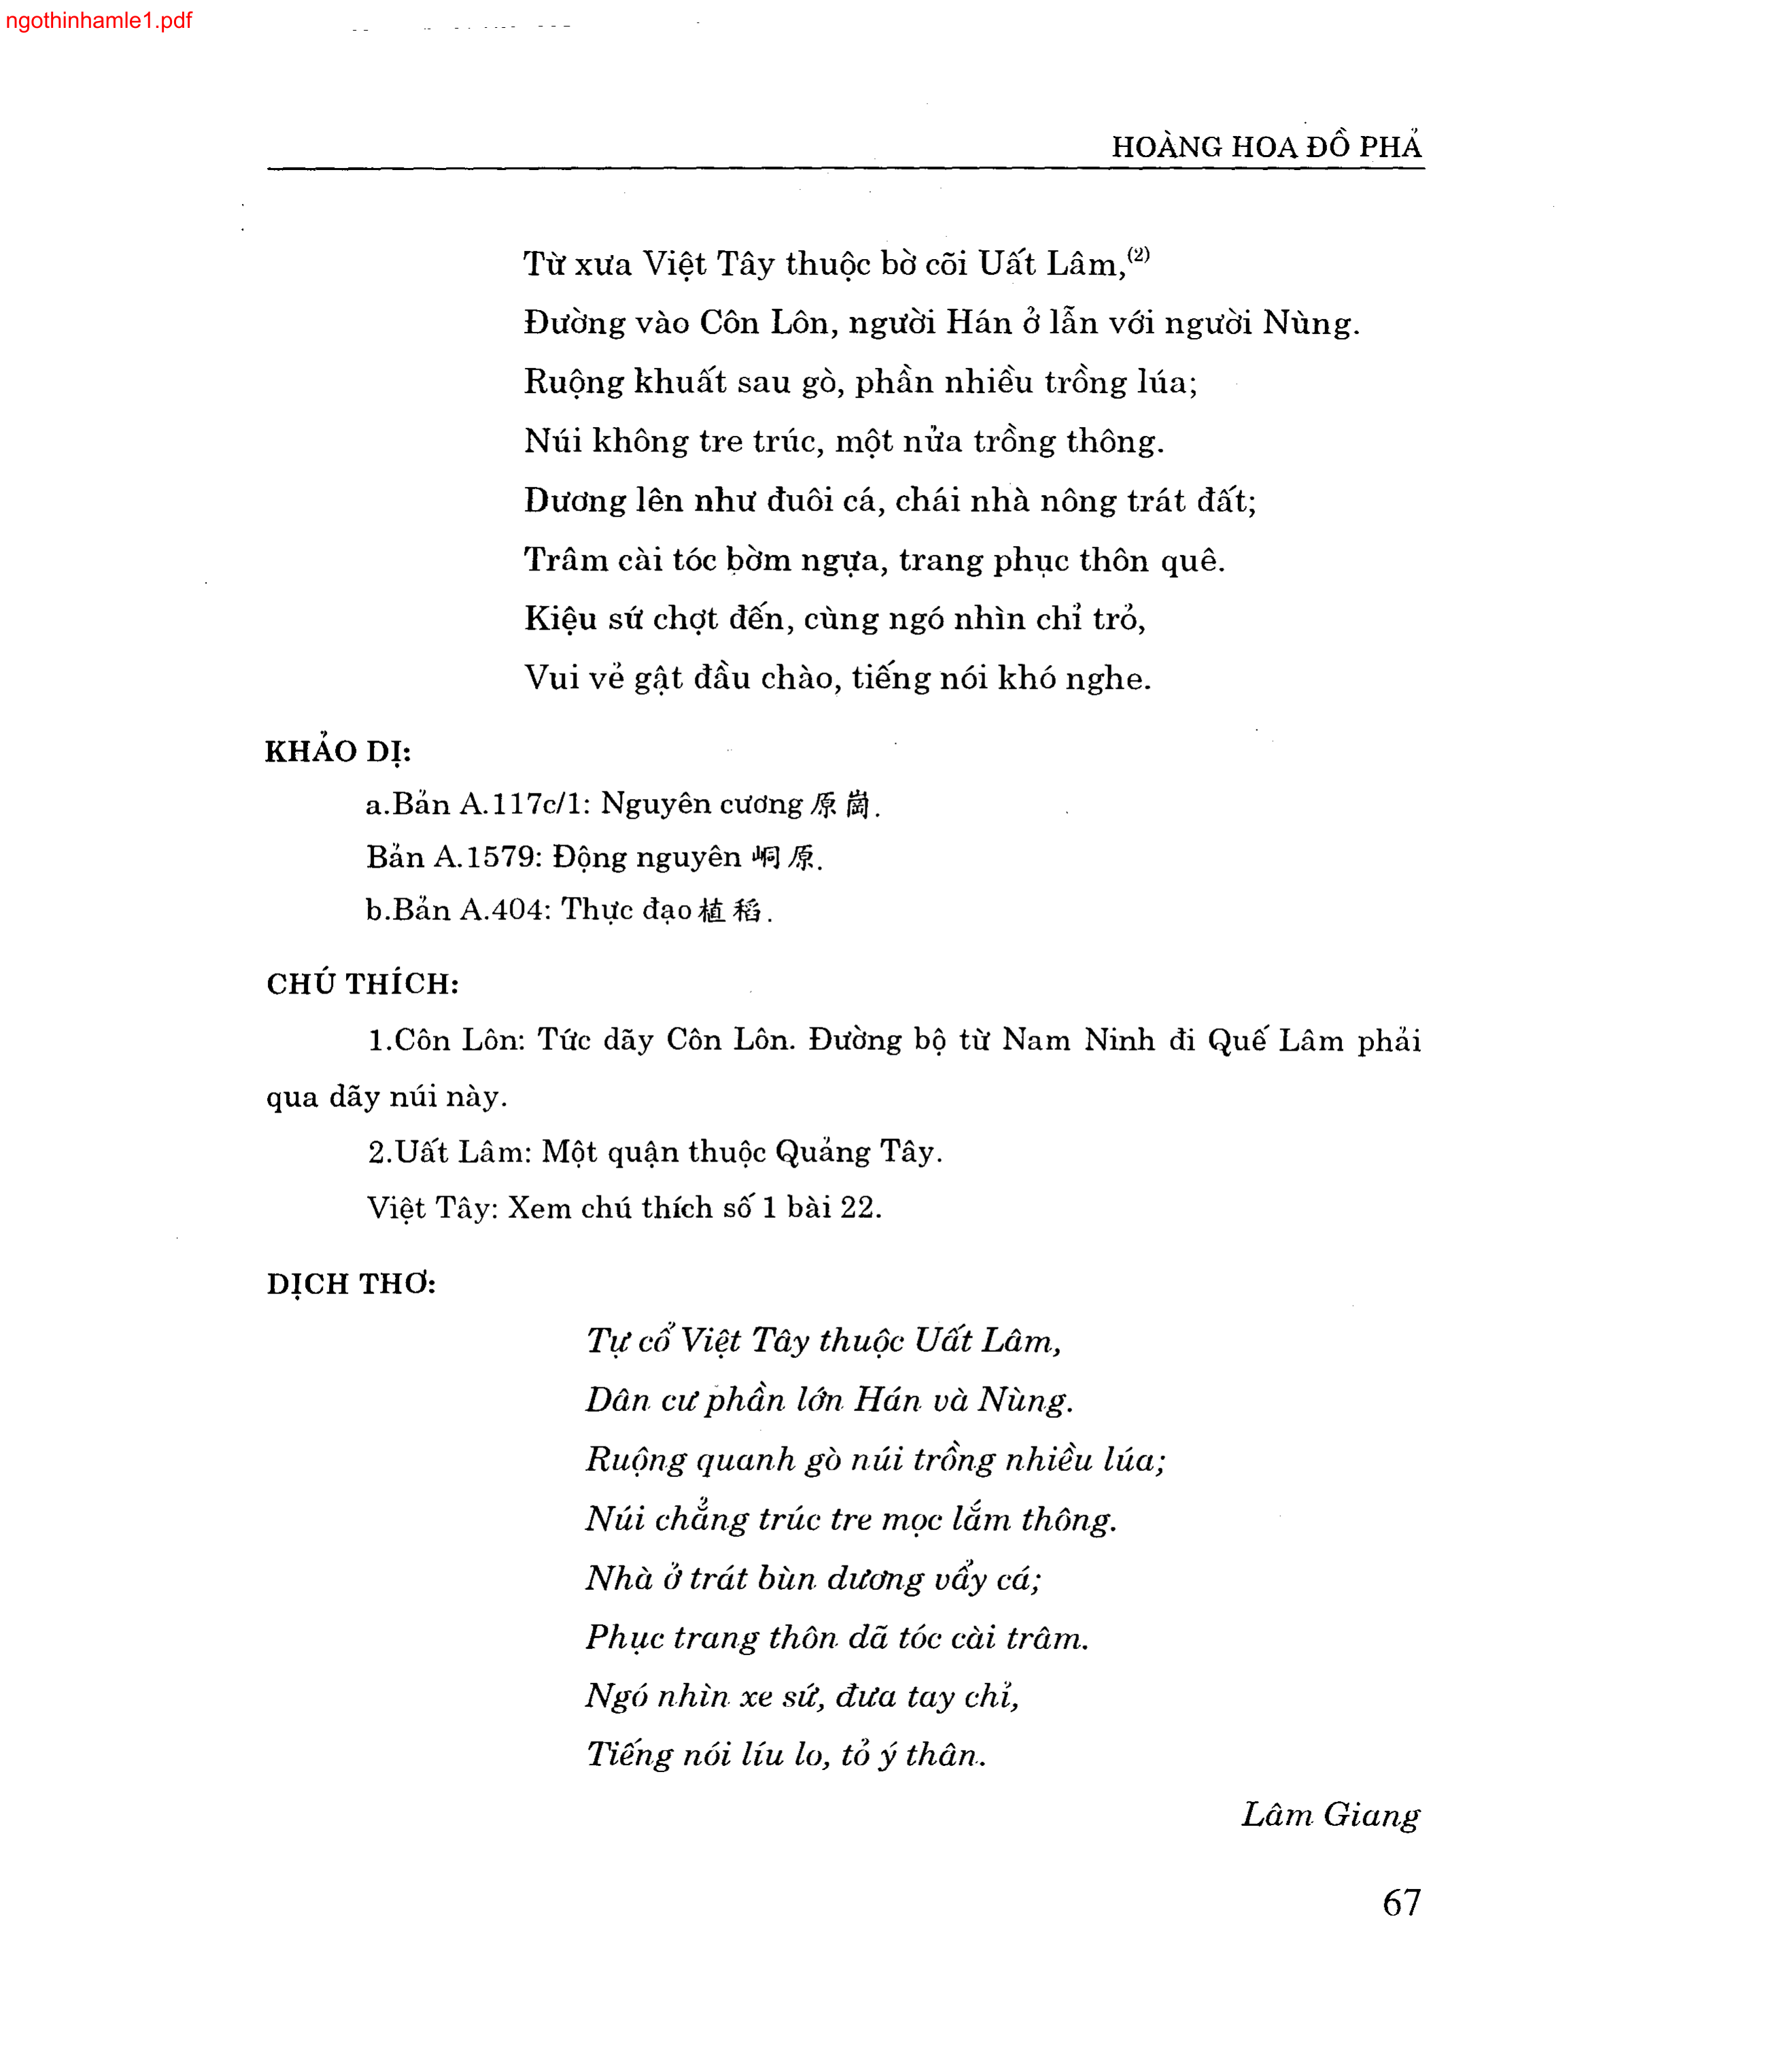 ngothinhamle1.pdf
HOÀNG HOA ĐỒ PHẢ
Từ xưa Việt Tây thuộc bờ cõi Uất Lâm,(2)
Đường vào Côn Lôn, người Hán ở lẫn với người Nùng.
Ruộng khuất sau gò, phần nhiều trồng lúa;
Núi không tre trúc, một nửa trồng thông.
Dương lên như đuôi cá, chái nhà nông trát đất;
Trâm cài tóc bờm ngựa, trang phục thôn quê.
Kiệu sứ chợt đến, cùng ngó nhìn chỉ trỏ,
Vui vẻ gật đầu chào, tiếng nói khó nghe.
KHẢO DỊ:
a.Bản A.117c/1: Nguyên cương 原崗.
Bản A.1579: Động nguyên 峒原.
b.Bản A.404: Thực đạo 植稻.
CHÚ THÍCH:
1.Côn Lôn: Tức dãy Côn Lôn. Đường bộ từ Nam Ninh đi Quế Lâm phải
qua dãy núi này.
2.Uất Lâm: Một quận thuộc Quảng Tây.
Việt Tây: Xem chú thích số 1 bài 22.
DỊCH THƠ:
Tự cổ Việt Tây thuộc Uất Lâm,
Dân cư phần lớn Hán và Nùng.
Ruộng quanh gò núi trồng nhiều lúa;
Núi chẳng trúc tre mọc lắm thông.
Nhà ở trát bùn dương vẩy cá;
Phục trang thôn dã tóc cài trâm.
Ngó nhìn xe sứ, đưa tay chỉ,
Tiếng nói líu lo, tỏ ý thân.
Lâm Giang
67